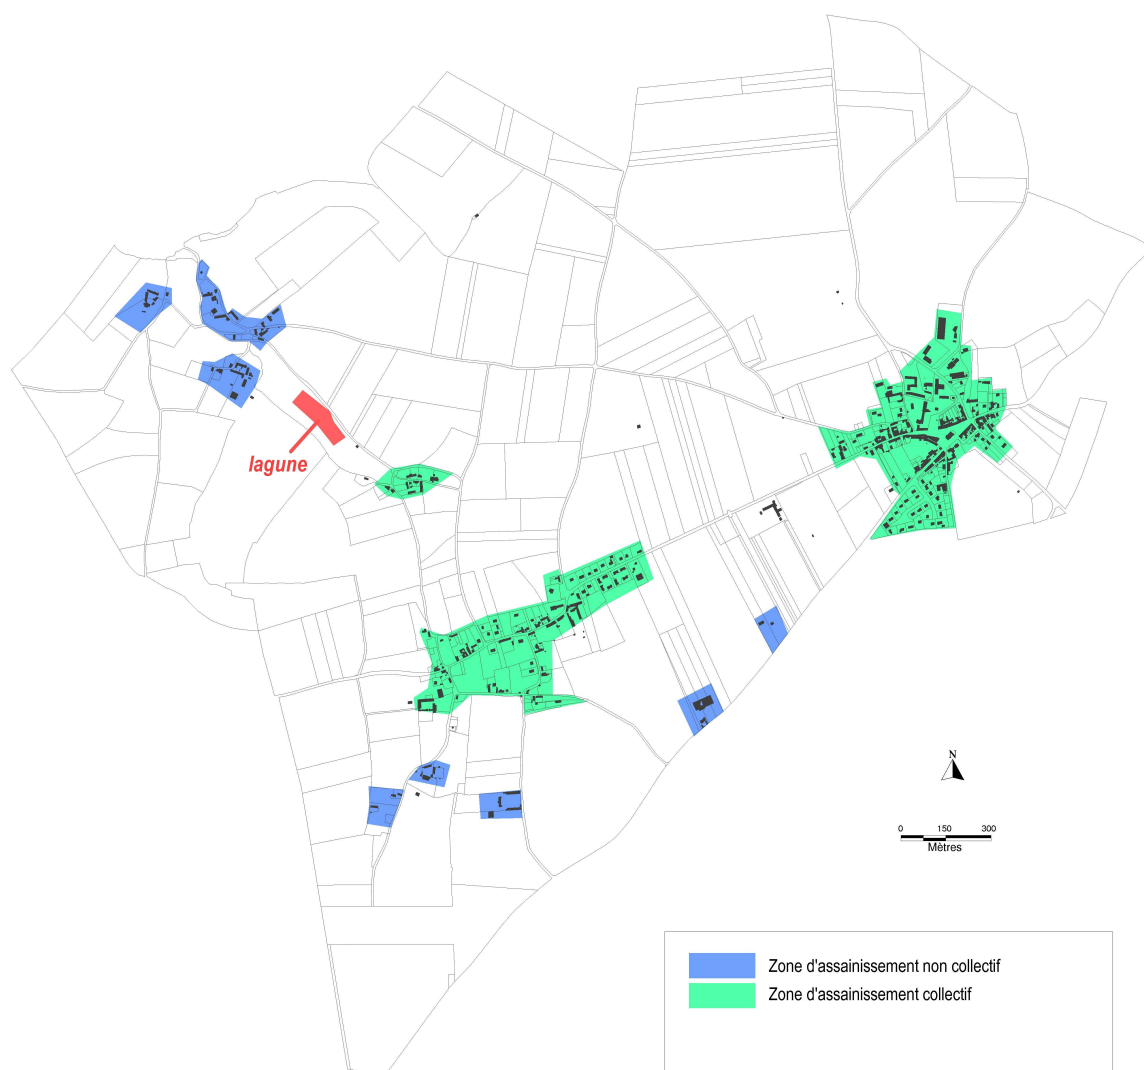 lagune
N
0 150 300
Mètres
Zone d'assainissement non collectif
Zone d'assainissement collectif